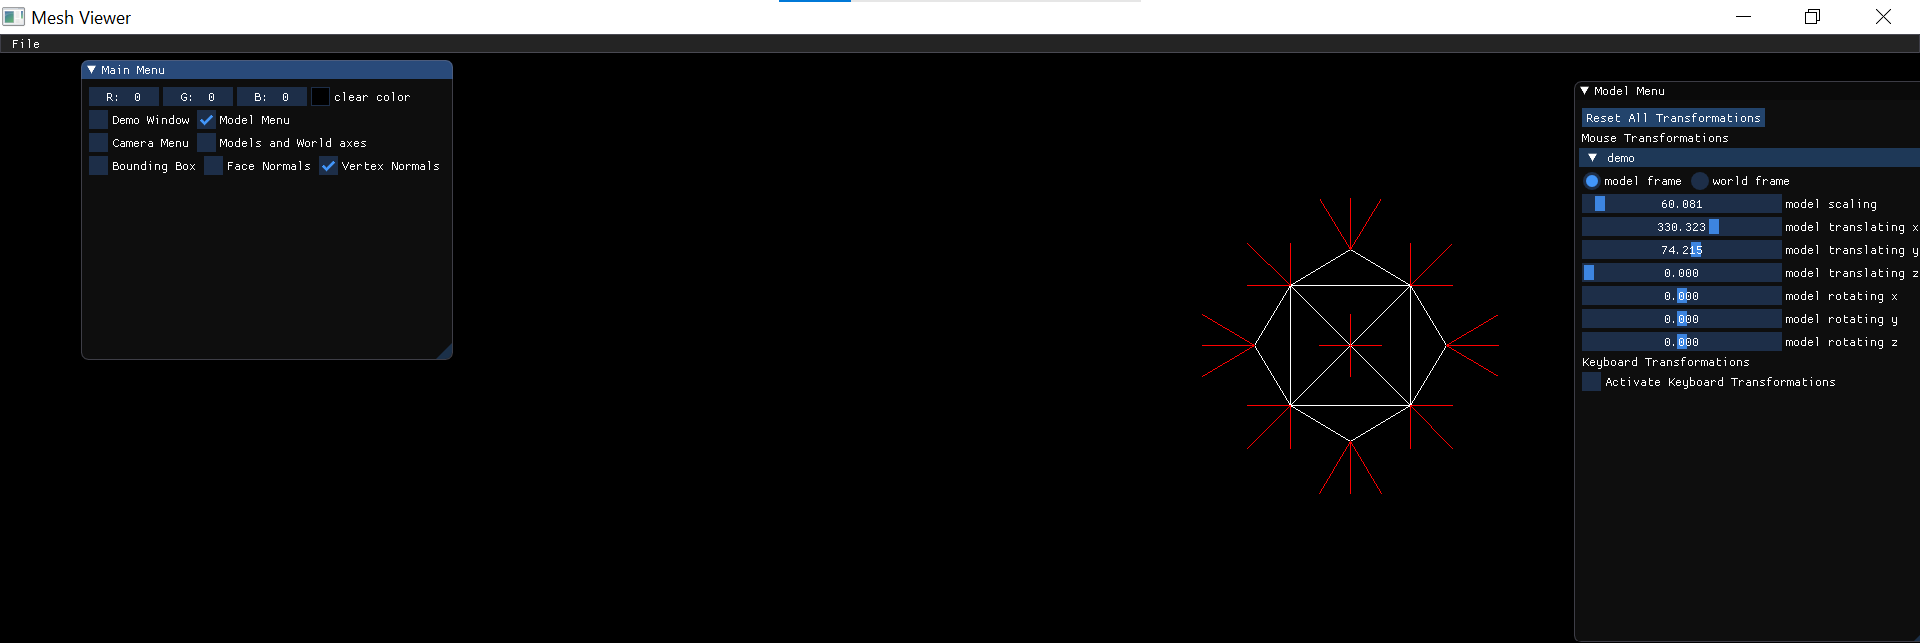 Mesh Viewer
File
Main Menu
R: 0 G: 0 B: 0 clear color
Demo Window Model Menu
Camera Menu Models and World axes
Bounding Box Face Normals Vertex Normals
Model Menu
Reset All Transformations
Mouse Transformations
demo
model frame world frame
60.081 model scaling
330.323 model translating x
74.215 model translating y
0.000 model translating z
0.000 model rotating x
0.000 model rotating y
0.000 model rotating z
Keyboard Transformations
Activate Keyboard Transformations